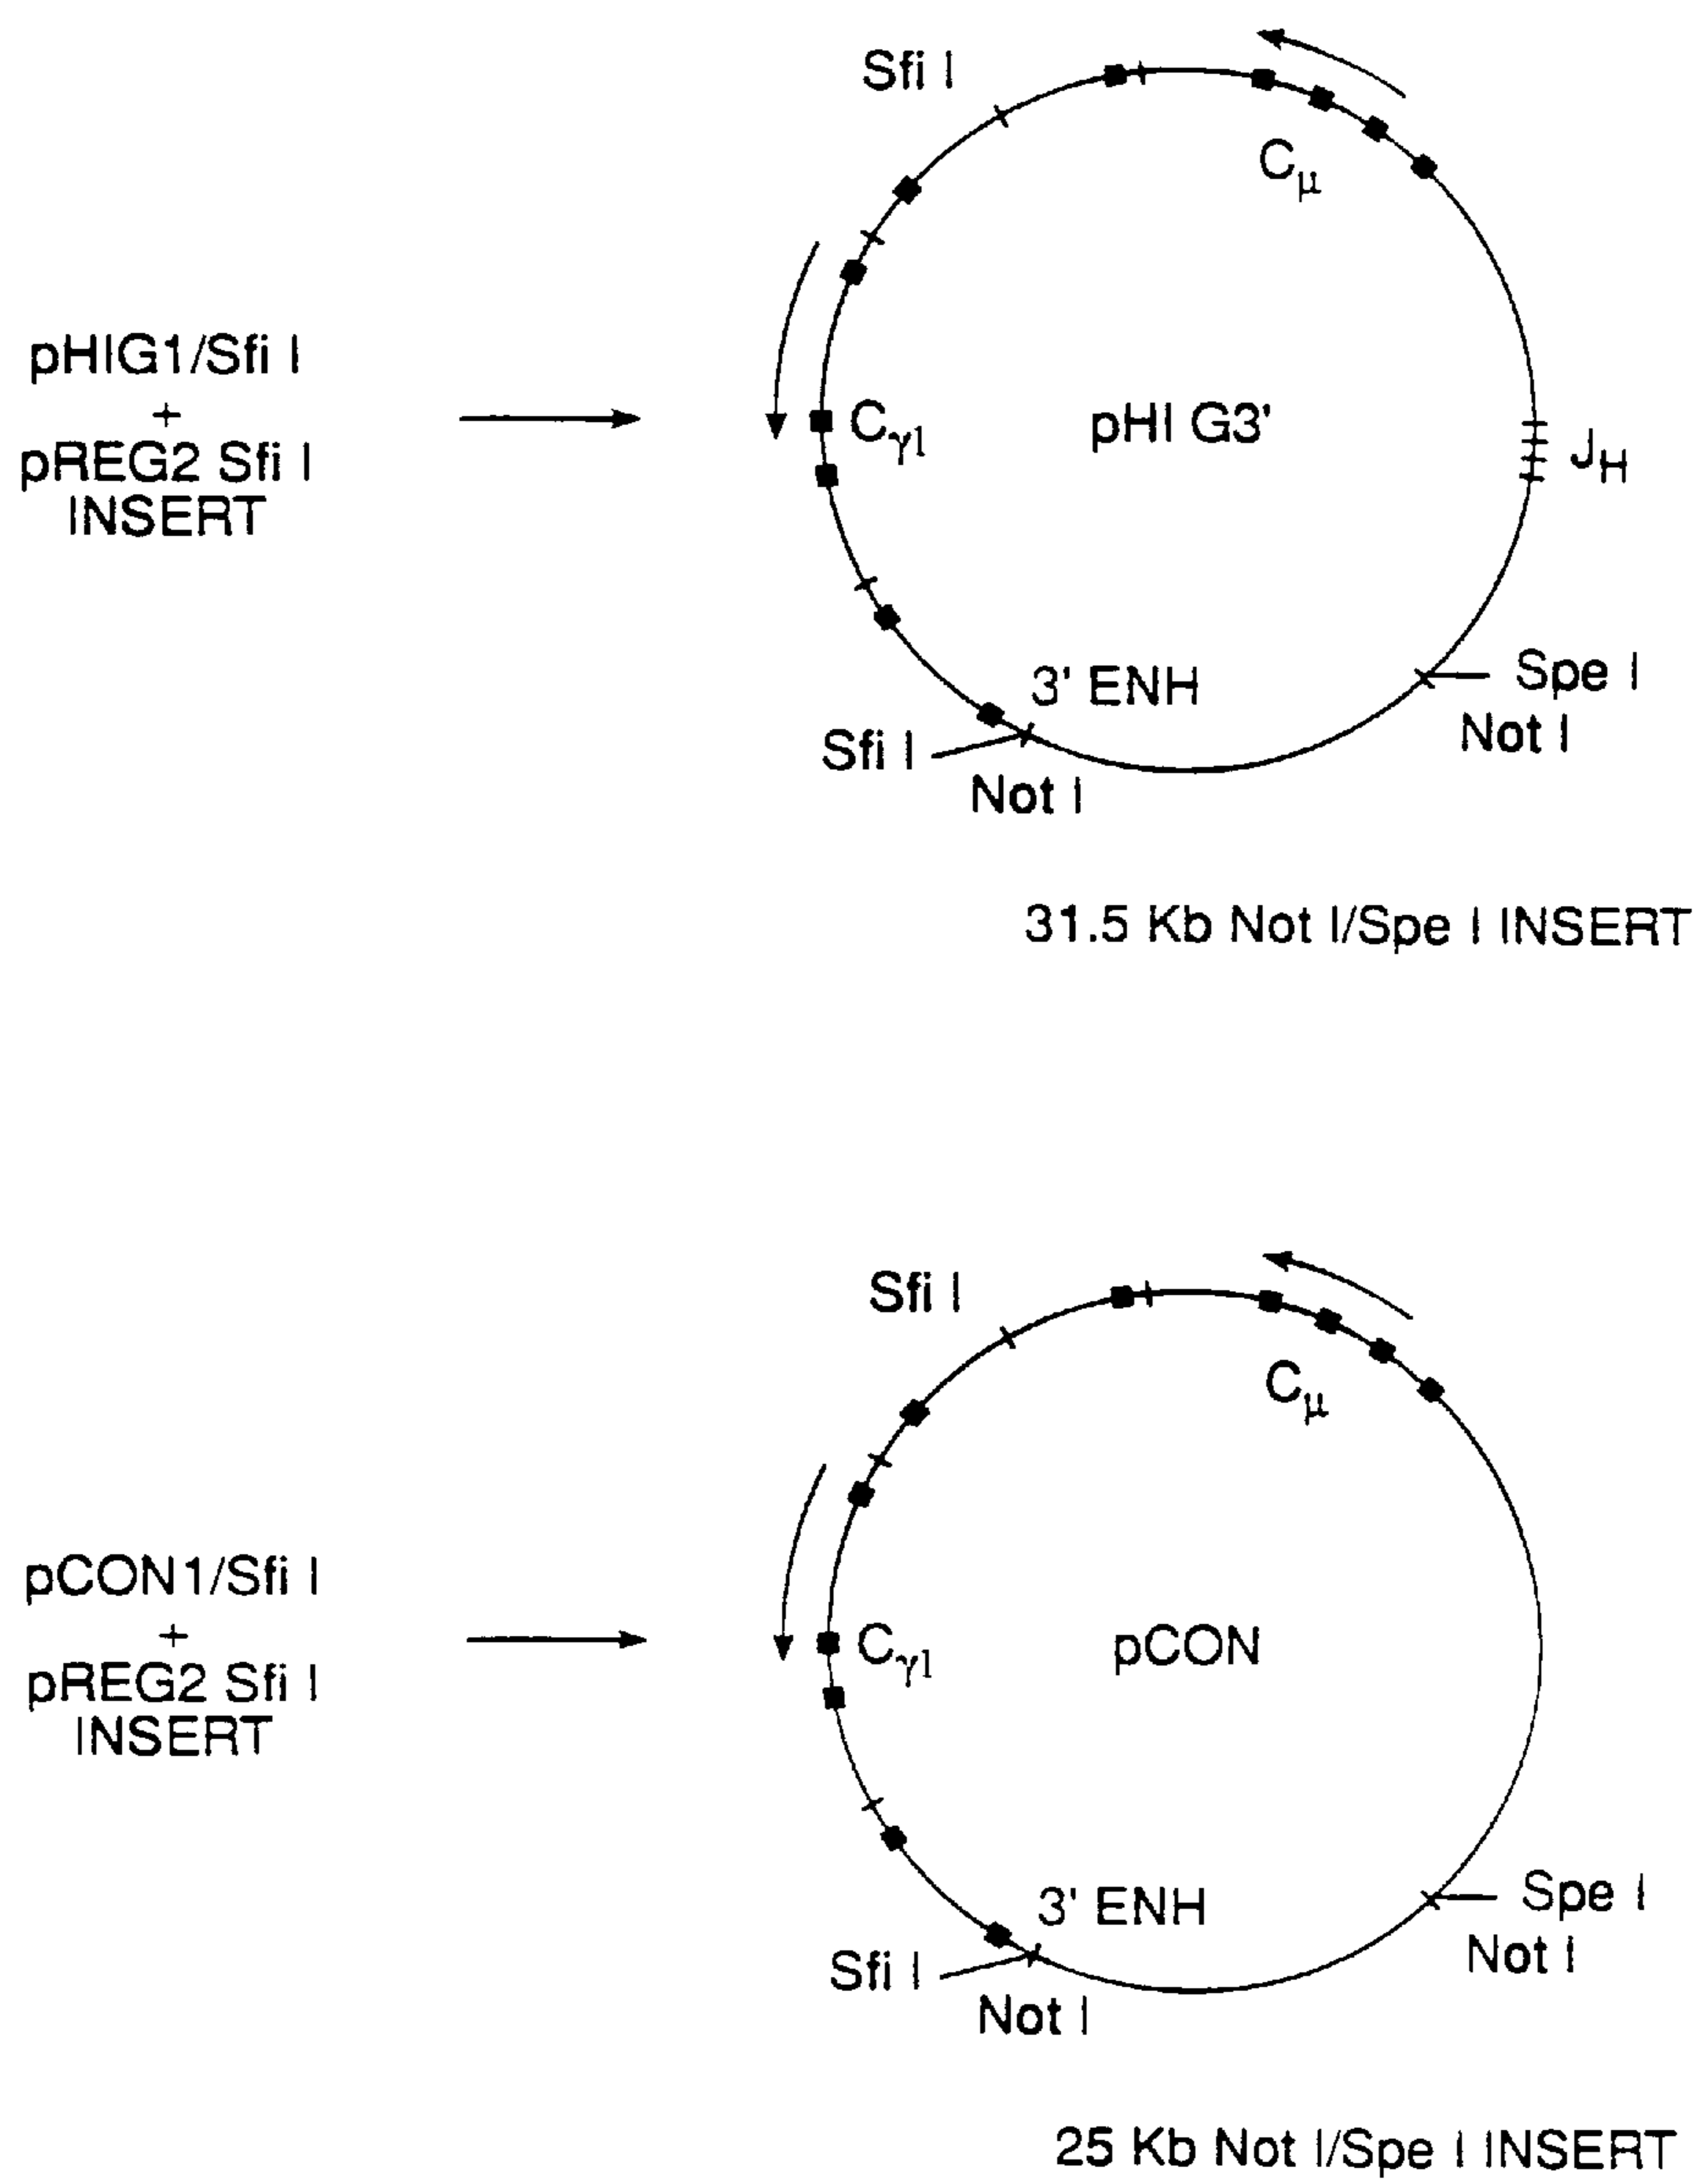 Sfi I
Cμ
pHIG1/Sfi I
+
pREG2 Sfi I
INSERT
Cγ1
pHI G3'
JH
3' ENH
Spe I
Not I
Sfi I
Not I
31.5 Kb Not I/Spe I INSERT
Sfi I
Cμ
pCON1/Sfi I
+
pREG2 Sfi I
INSERT
Cγ1
pCON
3' ENH
Spe I
Not I
Sfi I
Not I
25 Kb Not I/Spe I INSERT